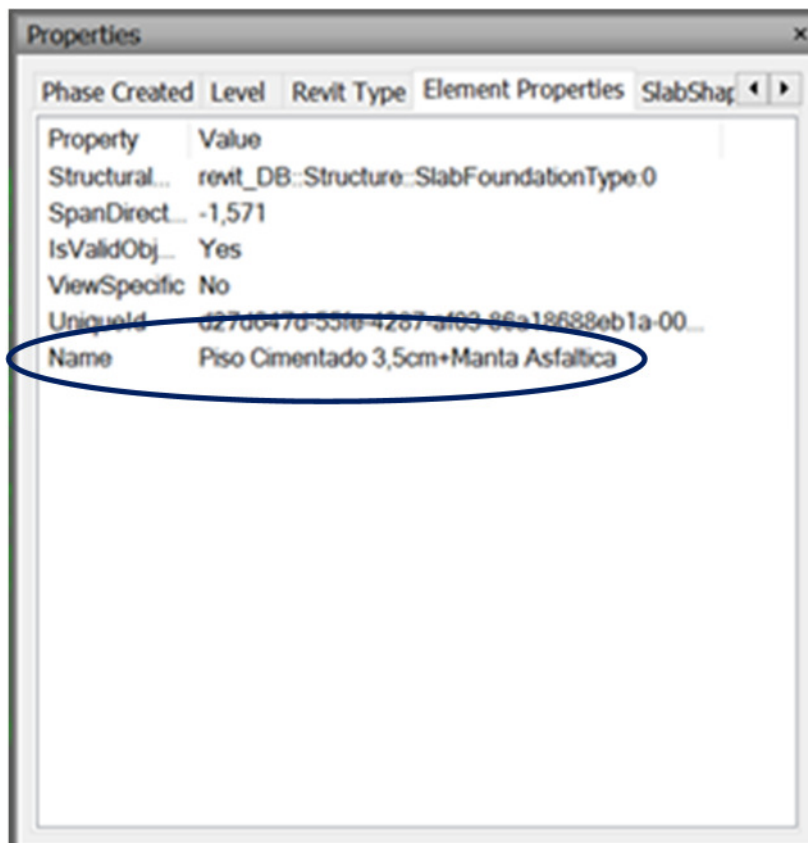 Properties
Phase Created Level Revit Type Element Properties SlabShap
Property Value
Structural... revit_DB::Structure::SlabFoundationType:0
SpanDirect... -1,571
IsValidObj... Yes
ViewSpecific No
UniqueId
Name Piso Cimentado 3,5cm+Manta Asfaltica